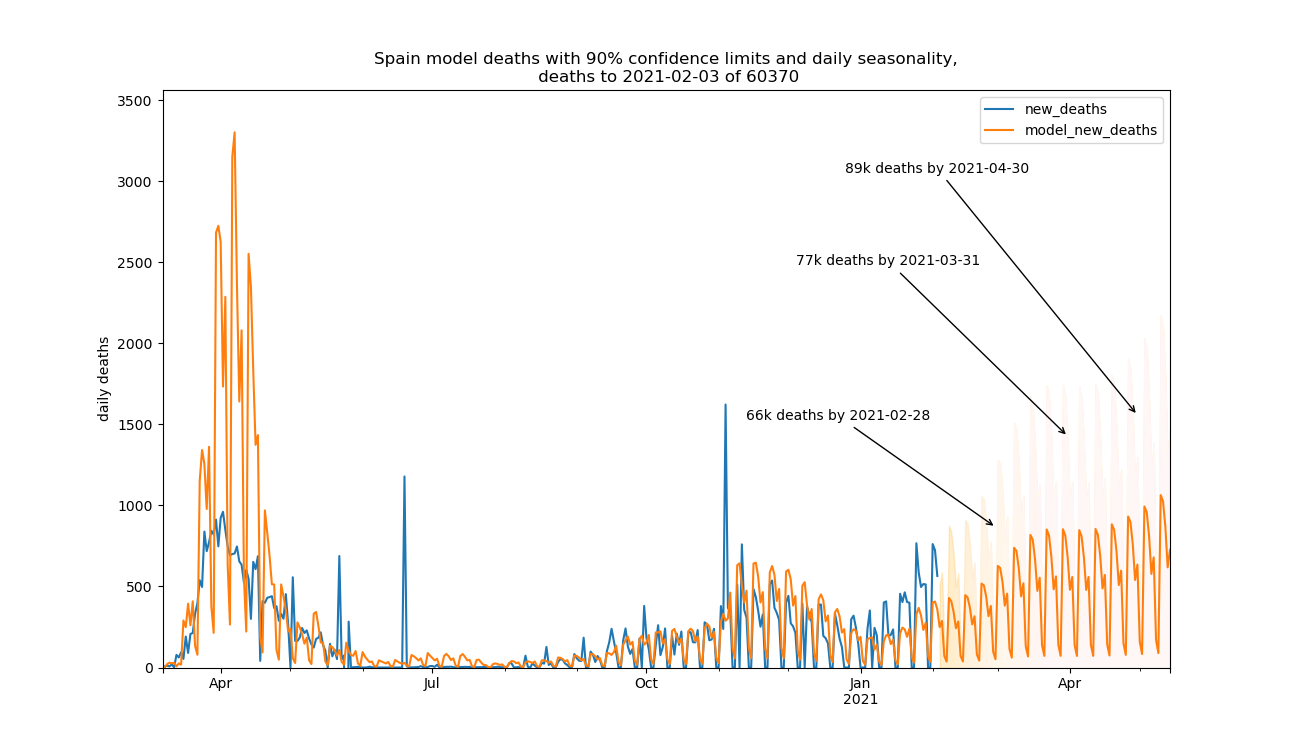 Spain model deaths with 90% confidence limits and daily seasonality,
deaths to 2021-02-03 of 60370
new_deaths
model_new_deaths
89k deaths by 2021-04-30
77k deaths by 2021-03-31
66k deaths by 2021-02-28
daily deaths
3500
3000
2500
2000
1500
1000
500
0
Apr
Jul
Oct
Jan
2021
Apr